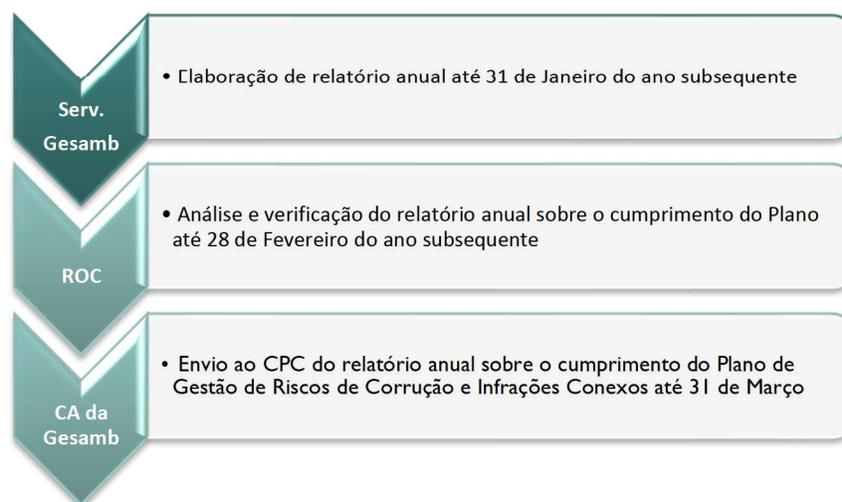 Serv.
Gesamb
• Elaboração de relatório anual até 31 de Janeiro do ano subsequente
ROC
• Análise e verificação do relatório anual sobre o cumprimento do Plano
até 28 de Fevereiro do ano subsequente
CA da
Gesamb
• Envio ao CPC do relatório anual sobre o cumprimento do Plano de
Gestão de Riscos de Corrução e Infrações Conexos até 31 de Março